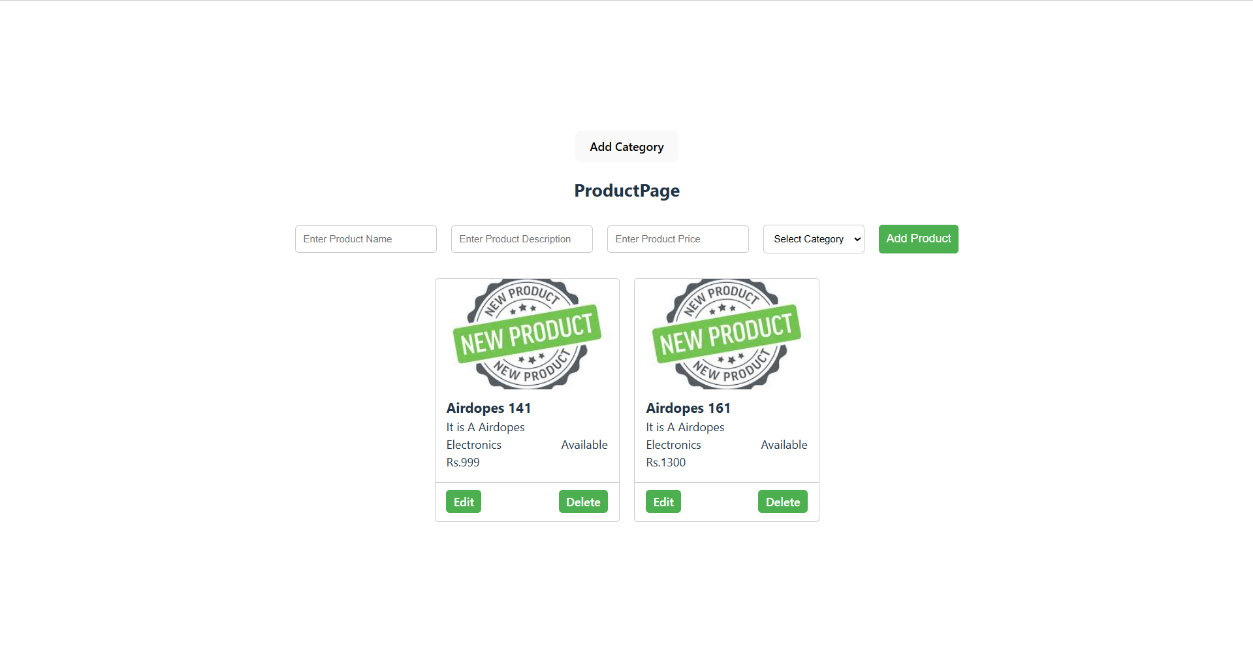 Add Category
ProductPage
Enter Product Name Enter Product Description Enter Product Price Select Category Add Product
NEW PRODUCT
NEW PRODUCT
NEW PRODUCT
Airdopes 141
It is A Airdopes
Electronics Available
Rs.999
Edit Delete
NEW PRODUCT
NEW PRODUCT
NEW PRODUCT
Airdopes 161
It is A Airdopes
Electronics Available
Rs.1300
Edit Delete